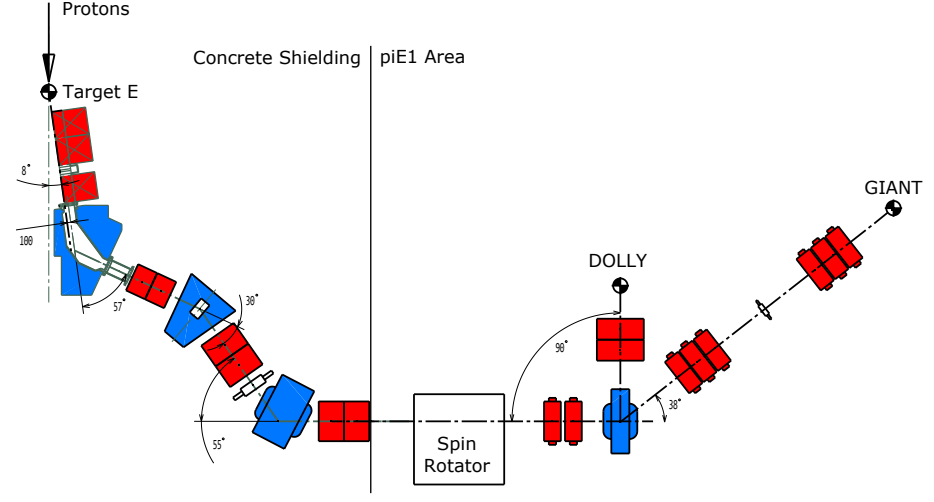 Protons
Concrete Shielding
piE1 Area
Target E
8°
GIANT
100
DOLLY
57°
30°
90°
38°
55°
Spin
Rotator